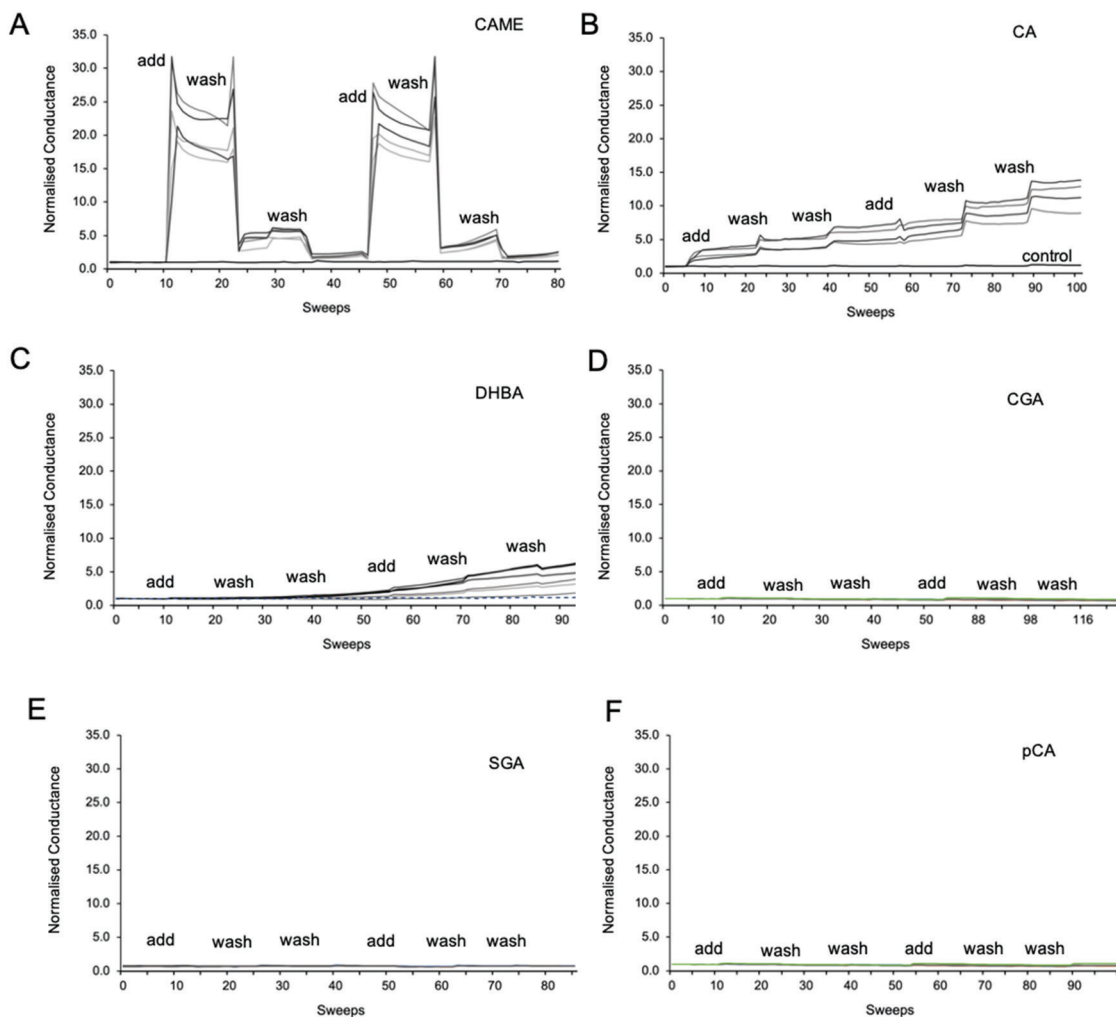 A
CAME
Normalised Conductance
35.0
30.0
25.0
20.0
15.0
10.0
5.0
0.0
add
wash
wash
add
wash
wash
0 10 20 30 40 50 60 70 80
Sweeps
B
CA
Normalised Conductance
35.0
30.0
25.0
20.0
15.0
10.0
5.0
0.0
add
wash
wash
add
wash
wash
control
0 10 20 30 40 50 60 70 80 90 100
Sweeps
C
DHBA
Normalised Conductance
35.0
30.0
25.0
20.0
15.0
10.0
5.0
0.0
add wash wash add wash wash
0 10 20 30 40 50 60 70 80 90
Sweeps
D
CGA
Normalised Conductance
35.0
30.0
25.0
20.0
15.0
10.0
5.0
0.0
add wash wash add wash wash
0 10 20 30 40 50 88 98 116
Sweeps
E
SGA
Normalised Conductance
35.0
30.0
25.0
20.0
15.0
10.0
5.0
0.0
add wash wash add wash wash
0 10 20 30 40 50 60 70 80
Sweeps
F
pCA
Normalised Conductance
35.0
30.0
25.0
20.0
15.0
10.0
5.0
0.0
add wash wash add wash wash
0 10 20 30 40 50 60 70 80 90
Sweeps